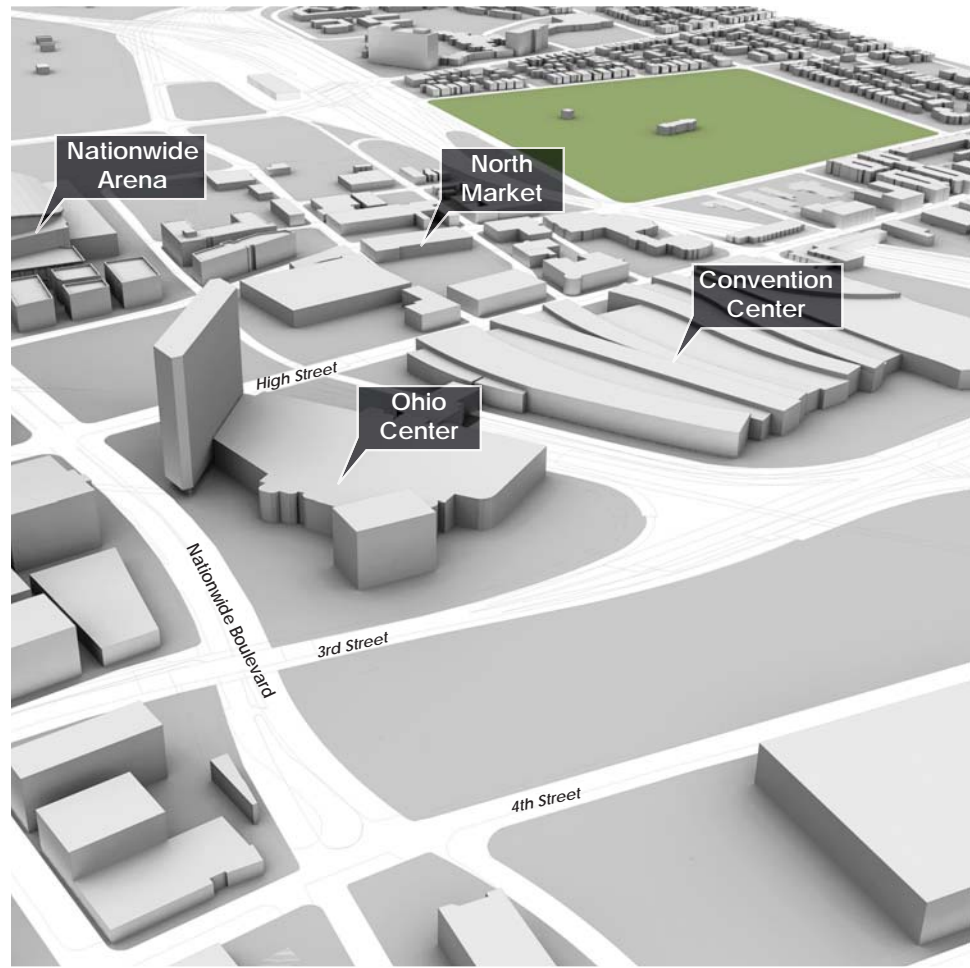 Nationwide
Arena
North
Market
Convention
Center
High Street
Ohio
Center
Nationwide Boulevard
3rd Street
4th Street